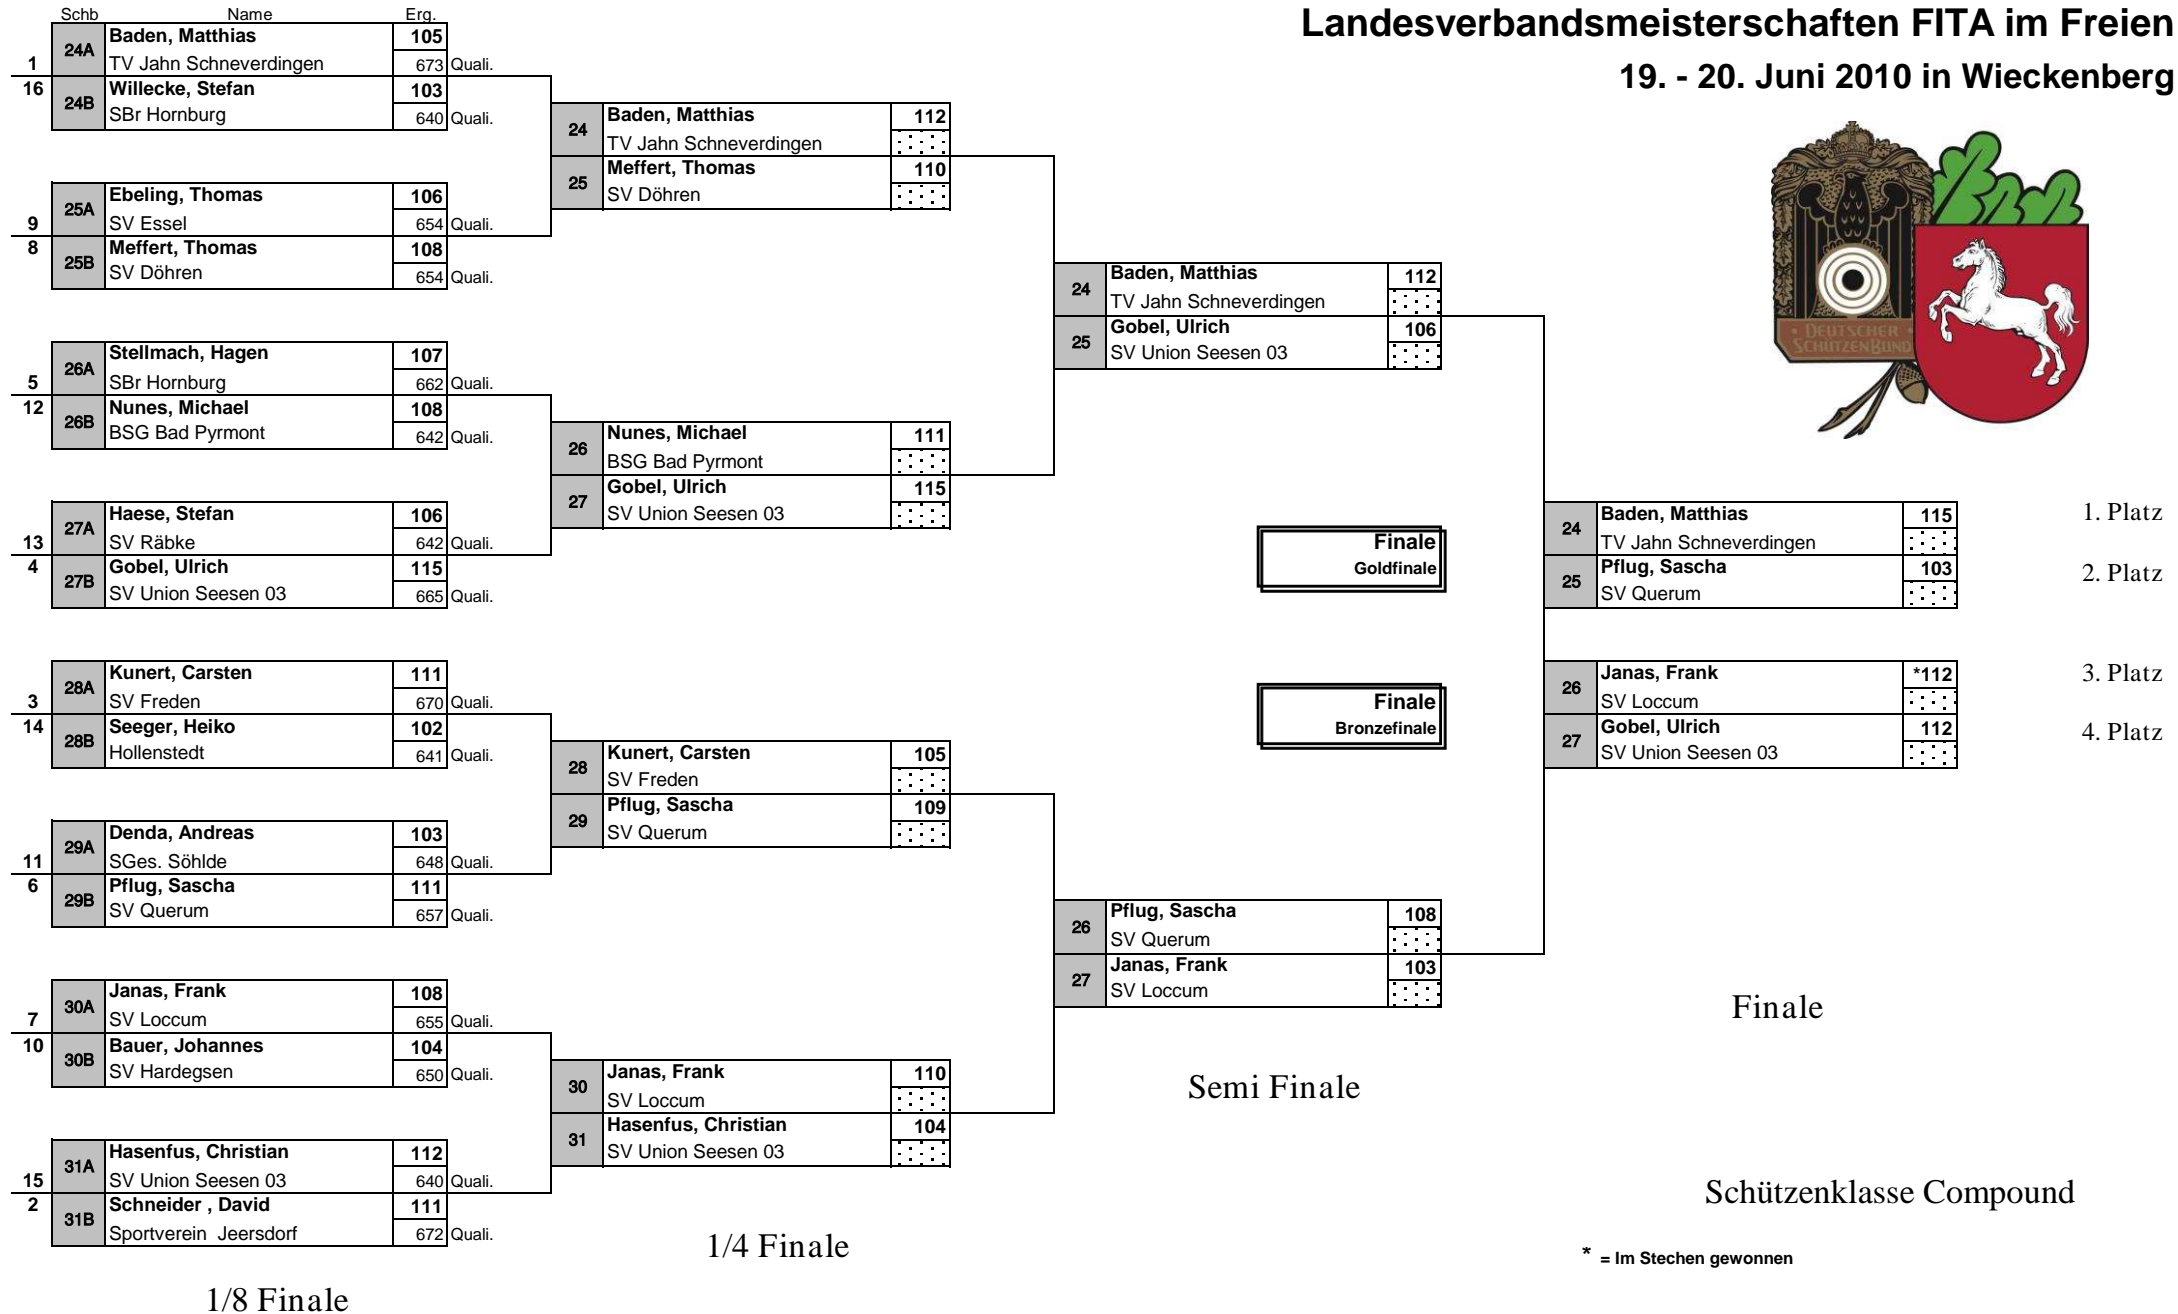 Landesverbandsmeisterschaften FITA im Freien
19. - 20. Juni 2010 in Wieckenberg
DEUTSCHER
SCHÜTZENBUND
Schb Name Erg.
24A Baden, Matthias 105
1 TV Jahn Schneverdingen 673 Quali.
16 24B Willecke, Stefan 103
SBr Hornburg 640 Quali.
25A Ebeling, Thomas 106
9 SV Essel 654 Quali.
8 25B Meffert, Thomas 108
SV Döhren 654 Quali.
26A Stellmach, Hagen 107
5 SBr Hornburg 662 Quali.
12 26B Nunes, Michael 108
BSG Bad Pyrmont 642 Quali.
27A Haese, Stefan 106
13 SV Räbke 642 Quali.
4 27B Gobel, Ulrich 115
SV Union Seesen 03 665 Quali.
28A Kunert, Carsten 111
3 SV Freden 670 Quali.
14 28B Seeger, Heiko 102
Hollenstedt 641 Quali.
29A Denda, Andreas 103
11 SGes. Söhlde 648 Quali.
6 29B Pflug, Sascha 111
SV Querum 657 Quali.
30A Janas, Frank 108
7 SV Loccum 655 Quali.
10 30B Bauer, Johannes 104
SV Hardegsen 650 Quali.
31A Hasenfus, Christian 112
15 SV Union Seesen 03 640 Quali.
2 31B Schneider , David 111
Sportverein Jeersdorf 672 Quali.
1/8 Finale
24 Baden, Matthias 112
TV Jahn Schneverdingen
25 Meffert, Thomas 110
SV Döhren
26 Nunes, Michael 111
BSG Bad Pyrmont
27 Gobel, Ulrich 115
SV Union Seesen 03
28 Kunert, Carsten 105
SV Freden
29 Pflug, Sascha 109
SV Querum
30 Janas, Frank 110
SV Loccum
31 Hasenfus, Christian 104
SV Union Seesen 03
1/4 Finale
24 Baden, Matthias 112
TV Jahn Schneverdingen
25 Gobel, Ulrich 106
SV Union Seesen 03
26 Pflug, Sascha 108
SV Querum
27 Janas, Frank 103
SV Loccum
Semi Finale
Finale
Goldfinale
24 Baden, Matthias 115 1. Platz
TV Jahn Schneverdingen
25 Pflug, Sascha 103 2. Platz
SV Querum
Finale
Bronzefinale
26 Janas, Frank *112 3. Platz
SV Loccum
27 Gobel, Ulrich 112 4. Platz
SV Union Seesen 03
Finale
Schützenklasse Compound
* = Im Stechen gewonnen